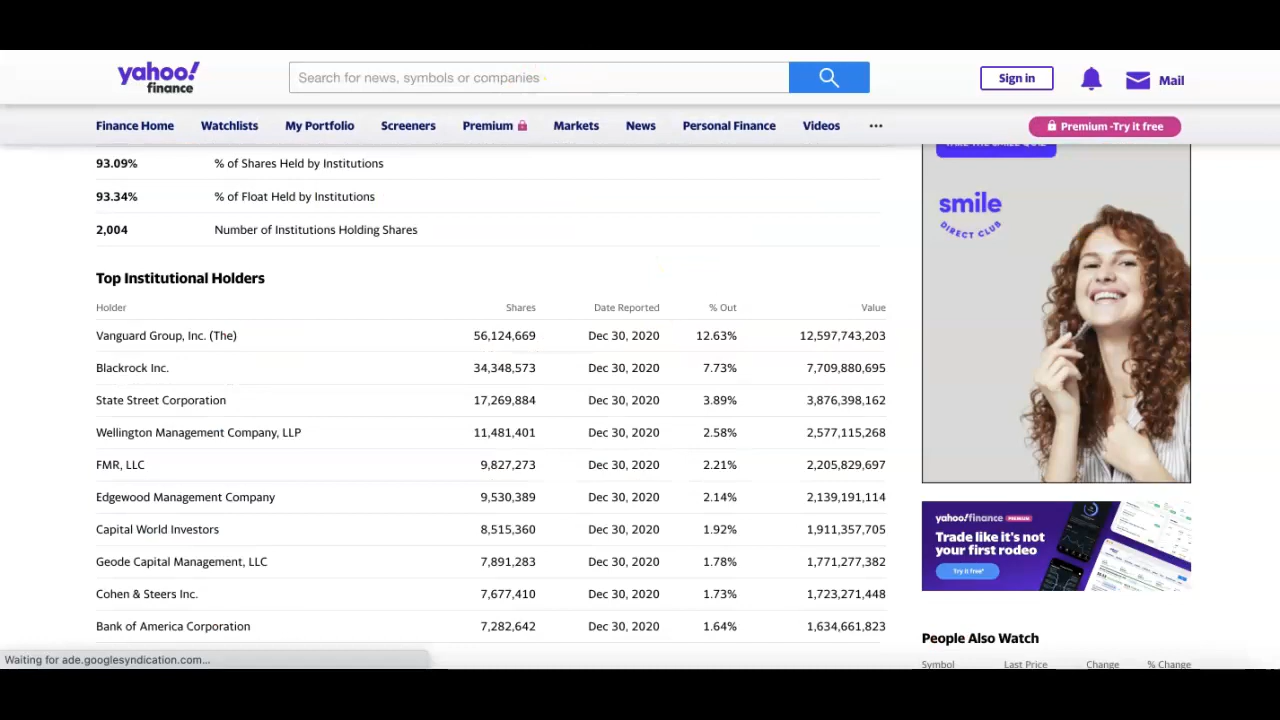 yahoo!
finance
Search for news, symbols or companies
Sign in
Mail
Finance Home Watchlists My Portfolio Screeners Premium Markets News Personal Finance Videos ...
Premium -Try it free
93.09% % of Shares Held by Institutions
93.34% % of Float Held by Institutions
2,004 Number of Institutions Holding Shares
Top Institutional Holders
Holder Shares Date Reported % Out Value
Vanguard Group, Inc. (The) 56,124,669 Dec 30, 2020 12.63% 12,597,743,203
Blackrock Inc. 34,348,573 Dec 30, 2020 7.73% 7,709,880,695
State Street Corporation 17,269,884 Dec 30, 2020 3.89% 3,876,398,162
Wellington Management Company, LLP 11,481,401 Dec 30, 2020 2.58% 2,577,115,268
FMR, LLC 9,827,273 Dec 30, 2020 2.21% 2,205,829,697
Edgewood Management Company 9,530,389 Dec 30, 2020 2.14% 2,139,191,114
Capital World Investors 8,515,360 Dec 30, 2020 1.92% 1,911,357,705
Geode Capital Management, LLC 7,891,283 Dec 30, 2020 1.78% 1,771,277,382
Cohen & Steers Inc. 7,677,410 Dec 30, 2020 1.73% 1,723,271,448
Bank of America Corporation 7,282,642 Dec 30, 2020 1.64% 1,634,661,823
Waiting for ade.googlesyndication.com...
smile
DIRECT CLUB
yahoo!finance PREMIUM
Trade like it's not
your first rodeo
Try it free*
People Also Watch
Symbol Last Price Change % Change